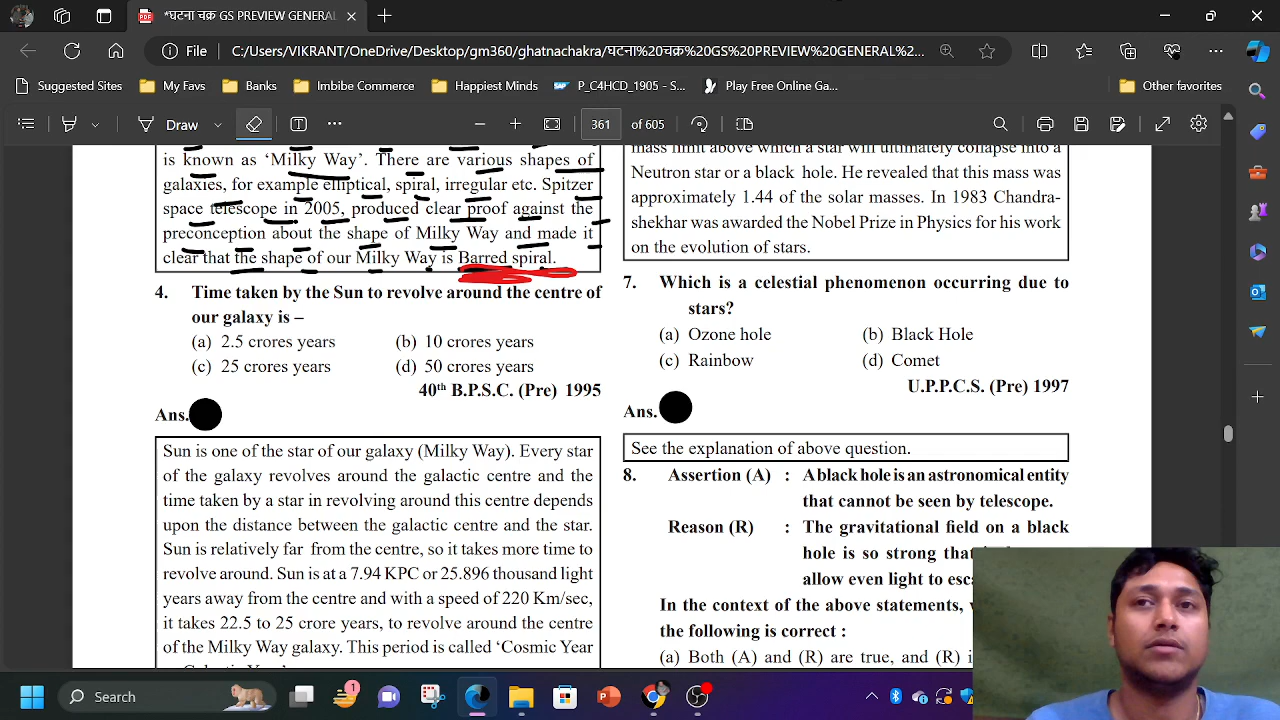 *घटना चक्र GS PREVIEW GENERAL
File
C:/Users/VIKRANT/OneDrive/Desktop/gm360/ghatnachakra/घटना%20चक्र%20GS%20PREVIEW%20GENERAL%2...
Suggested Sites
My Favs
Banks
Imbibe Commerce
Happiest Minds
P_C4HCD_1905 - S...
Play Free Online Ga...
Other favorites
Draw
361
of 605
is known as ‘Milky Way’. There are various shapes of
galaxies, for example elliptical, spiral, irregular etc. Spitzer
space telescope in 2005, produced clear proof against the
preconception about the shape of Milky Way and made it
clear that the shape of our Milky Way is Barred spiral.
4. Time taken by the Sun to revolve around the centre of
our galaxy is –
(a) 2.5 crores years (b) 10 crores years
(c) 25 crores years (d) 50 crores years
40th B.P.S.C. (Pre) 1995
Ans.
Sun is one of the star of our galaxy (Milky Way). Every star
of the galaxy revolves around the galactic centre and the
time taken by a star in revolving around this centre depends
upon the distance between the galactic centre and the star.
Sun is relatively far from the centre, so it takes more time to
revolve around. Sun is at a 7.94 KPC or 25.896 thousand light
years away from the centre and with a speed of 220 Km/sec,
it takes 22.5 to 25 crore years, to revolve around the centre
of the Milky Way galaxy. This period is called ‘Cosmic Year
mass limit above which a star will ultimately collapse into a
Neutron star or a black hole. He revealed that this mass was
approximately 1.44 of the solar masses. In 1983 Chandra-
shekhar was awarded the Nobel Prize in Physics for his work
on the evolution of stars.
7. Which is a celestial phenomenon occurring due to
stars?
(a) Ozone hole (b) Black Hole
(c) Rainbow (d) Comet
U.P.P.C.S. (Pre) 1997
Ans.
See the explanation of above question.
8. Assertion (A) : A black hole is an astronomical entity
that cannot be seen by telescope.
Reason (R) : The gravitational field on a black
hole is so strong that
allow even light to esc
In the context of the above statements,
the following is correct :
(a) Both (A) and (R) are true, and (R) i
Search
1